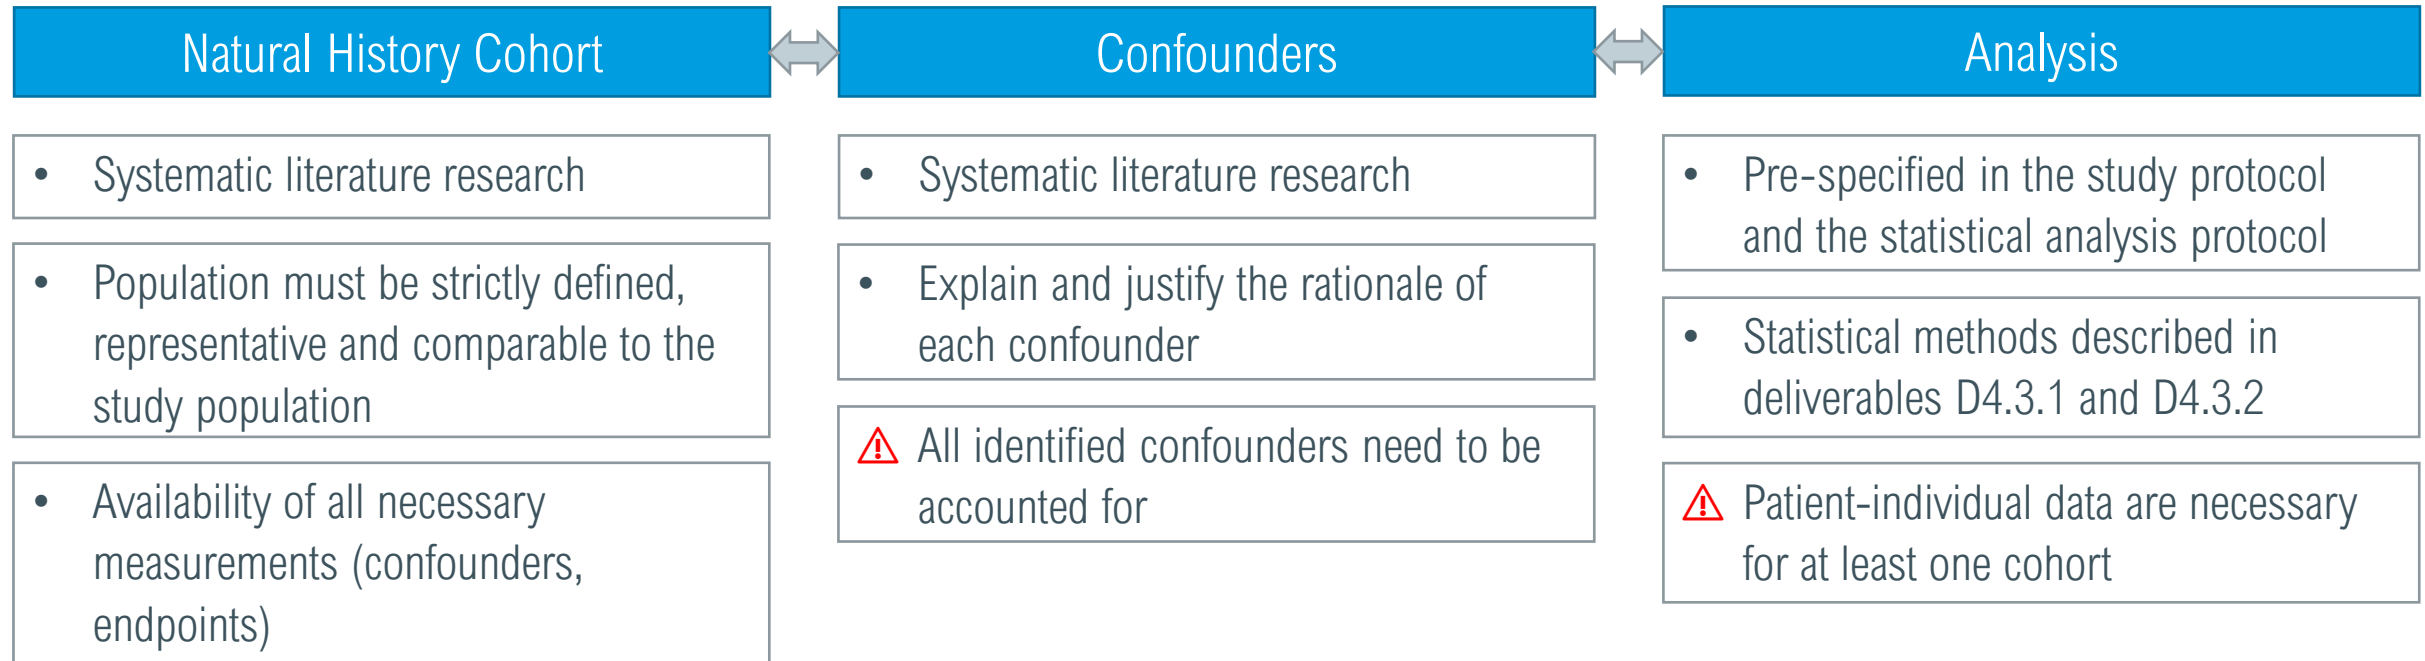 Natural History Cohort
• Systematic literature research
• Population must be strictly defined,
representative and comparable to the
study population
• Availability of all necessary
measurements (confounders,
endpoints)
Confounders
• Systematic literature research
• Explain and justify the rationale of
each confounder
All identified confounders need to be
accounted for
Analysis
• Pre-specified in the study protocol
and the statistical analysis protocol
• Statistical methods described in
deliverables D4.3.1 and D4.3.2
Patient-individual data are necessary
for at least one cohort